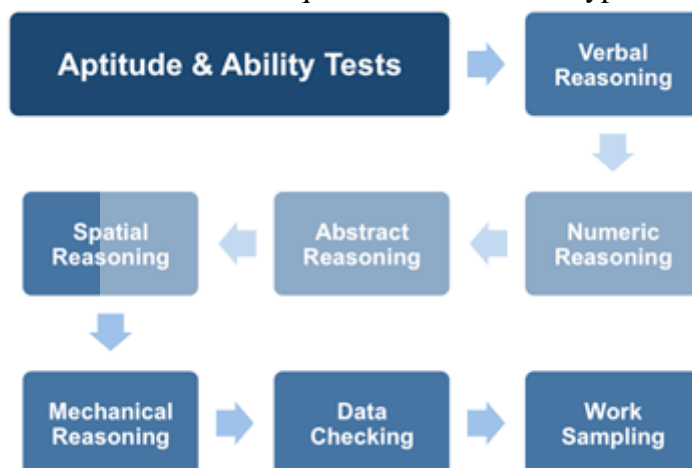 Aptitude & Ability Tests
Verbal
Reasoning
Spatial
Reasoning
Abstract
Reasoning
Numeric
Reasoning
Mechanical
Reasoning
Data
Checking
Work
Sampling